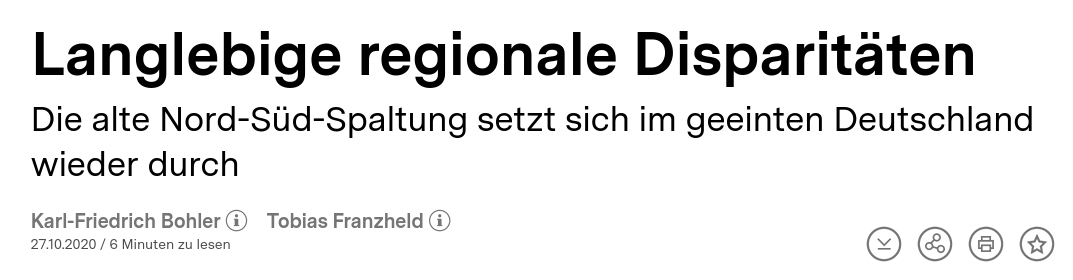 Langlebige regionale Disparitäten
Die alte Nord-Süd-Spaltung setzt sich im geeinten Deutschland
wieder durch
Karl-Friedrich Bohler Tobias Franzheld
27.10.2020 / 6 Minuten zu lesen